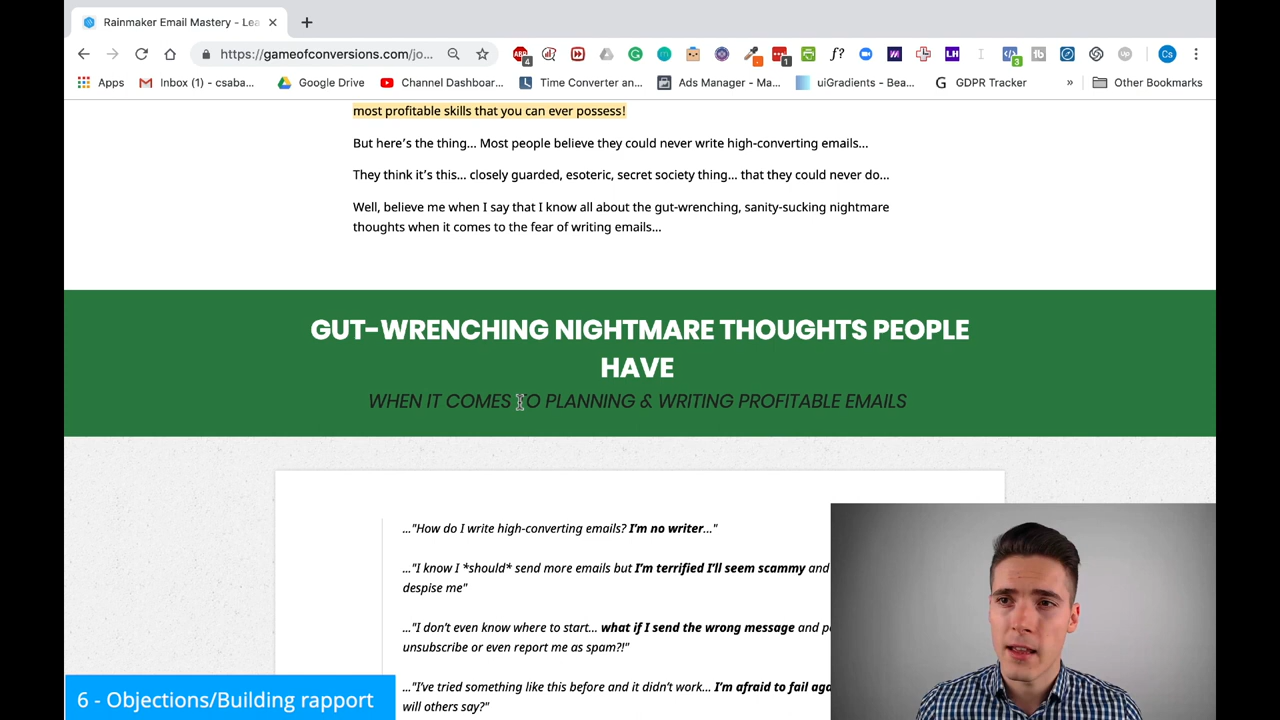 Rainmaker Email Mastery - Lea
https://gameofconversions.com/jo...
ABP
4
1
f?
LH
3
1b
Up
Cs
Apps
Inbox (1) - csaba...
Google Drive
Channel Dashboar...
Time Converter an...
Ads Manager - Ma...
uiGradients - Bea...
G
GDPR Tracker
»
Other Bookmarks
most profitable skills that you can ever possess!
But here's the thing... Most people believe they could never write high-converting emails...
They think it's this... closely guarded, esoteric, secret society thing... that they could never do...
Well, believe me when I say that I know all about the gut-wrenching, sanity-sucking nightmare
thoughts when it comes to the fear of writing emails...
GUT-WRENCHING NIGHTMARE THOUGHTS PEOPLE
HAVE
WHEN IT COMES TO PLANNING & WRITING PROFITABLE EMAILS
..."How do I write high-converting emails? I'm no writer..."
..."I know I *should* send more emails but I'm terrified I'll seem scammy and
despise me"
..."I don't even know where to start... what if I send the wrong message and
unsubscribe or even report me as spam?!"
..."I've tried something like this before and it didn't work... I'm afraid to fail
will others say?"
6 - Objections/Building rapport